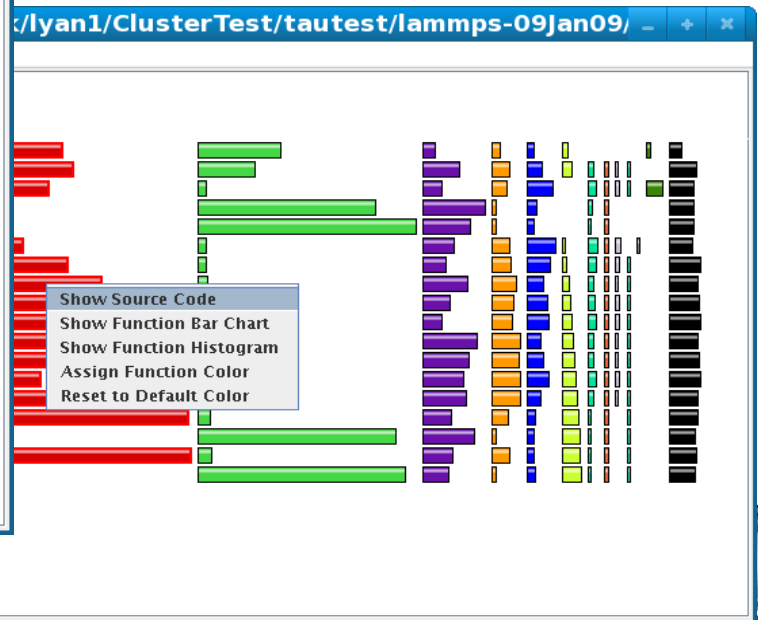 k/lyan1/ClusterTest/tautest/lammps-09Jan09/
Show Source Code
Show Function Bar Chart
Show Function Histogram
Assign Function Color
Reset to Default Color